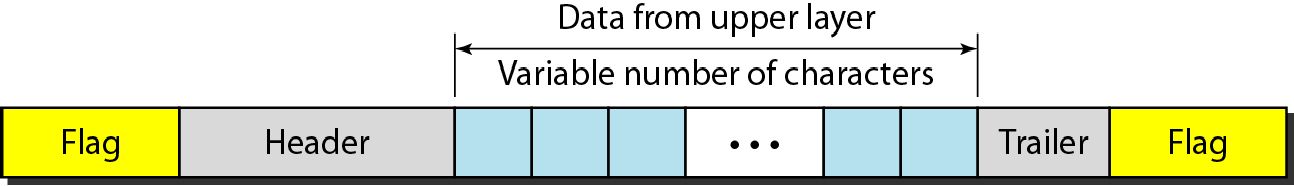 Data from upper layer
Variable number of characters
Flag Header ••• Trailer Flag